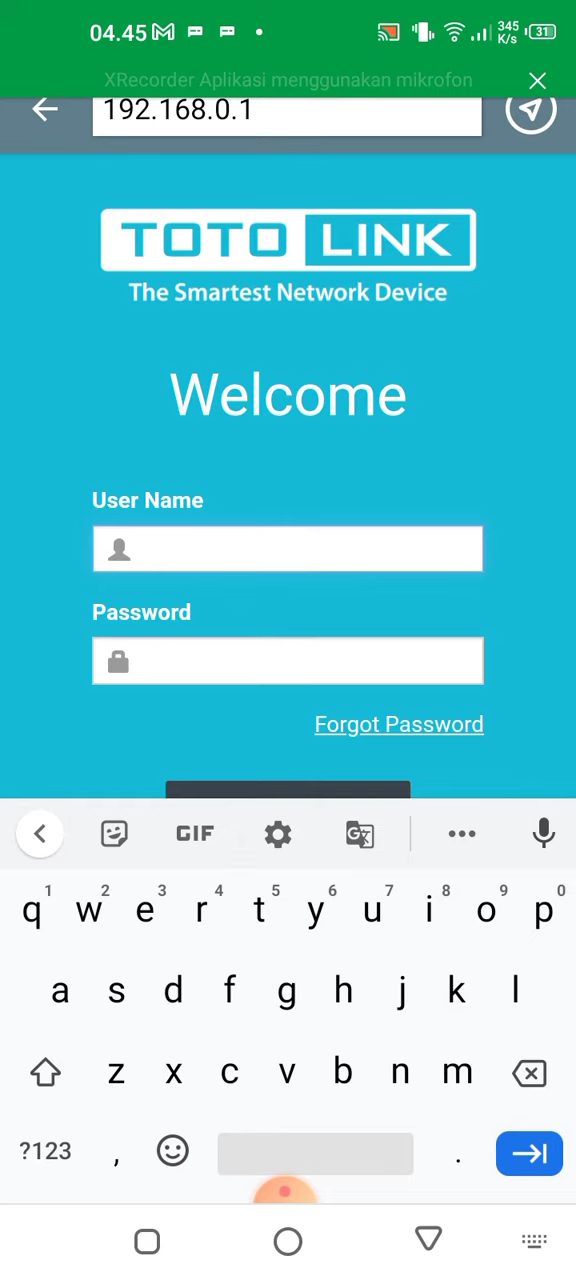 04.45
345
K/s
31
XRecorder Aplikasi menggunakan mikrofon
192.168.0.1
TOTO LINK
The Smartest Network Device
Welcome
User Name
Password
Forgot Password
GIF
1 2 3 4 5 6 7 8 9 0
q w e r t y u i o p
a s d f g h j k l
z x c v b n m
?123 , .